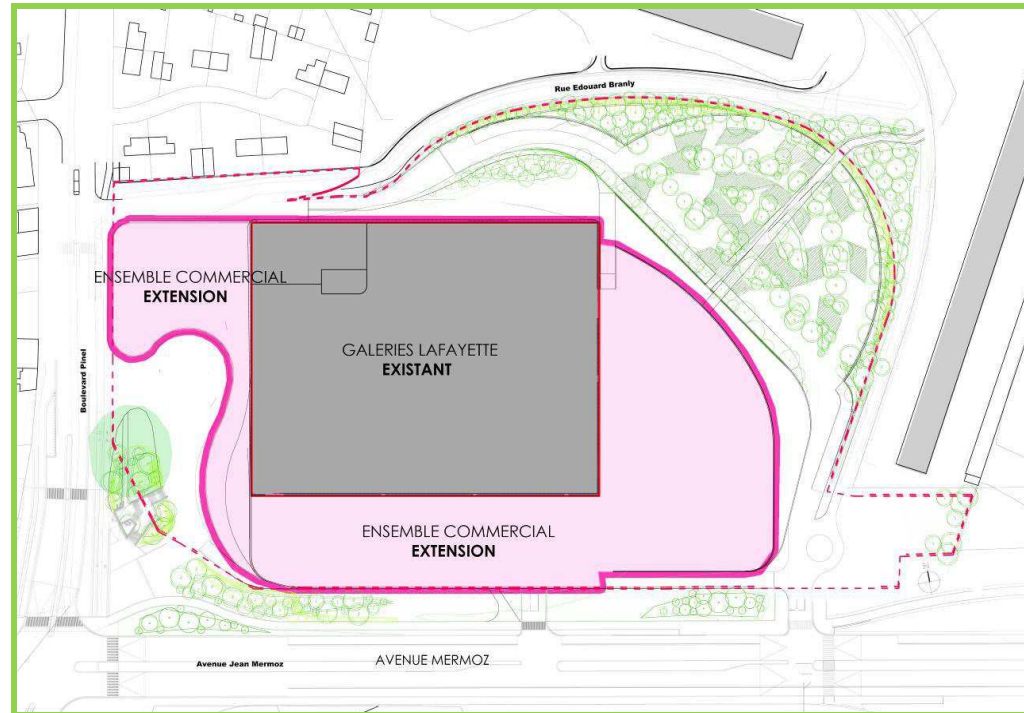 Rue Edouard Branly
ENSEMBLE COMMERCIAL
EXTENSION
GALERIES LAFAYETTE
EXISTANT
Boulevard Pinel
ENSEMBLE COMMERCIAL
EXTENSION
Avenue Jean Mermoz
AVENUE MERMOZ